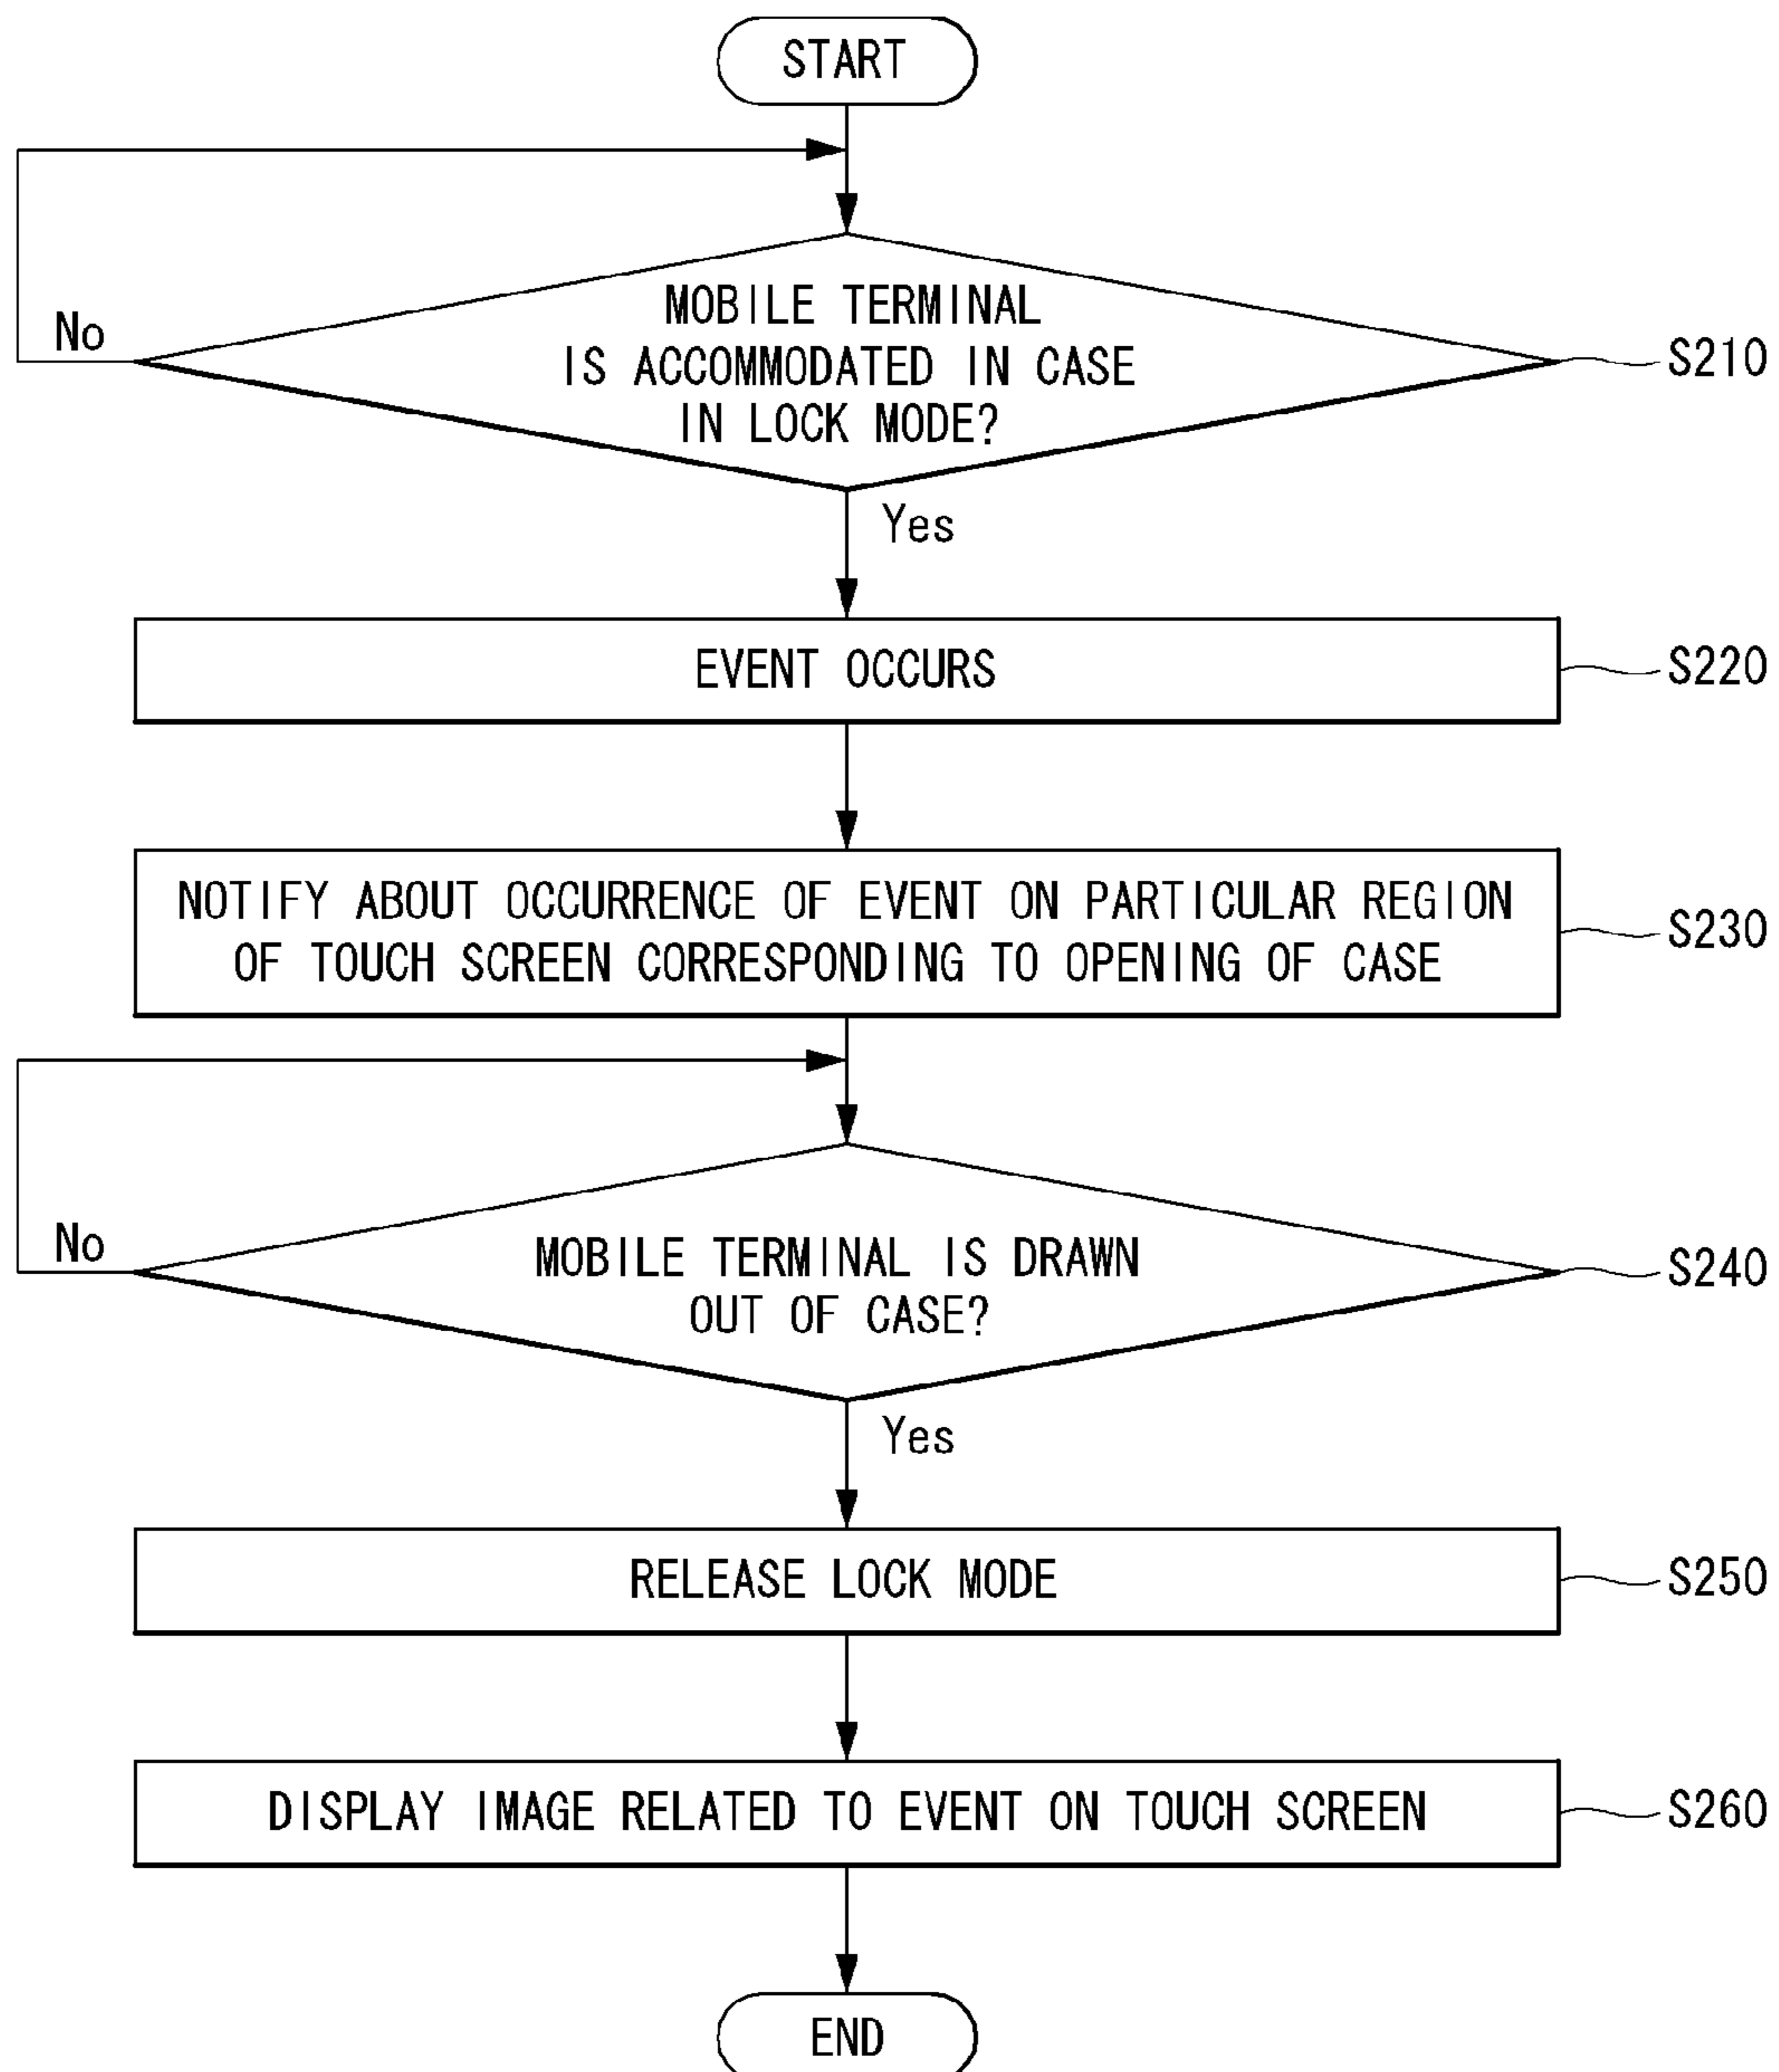 START
No
MOBILE TERMINAL
IS ACCOMMODATED IN CASE
IN LOCK MODE?
S210
Yes
EVENT OCCURS
S220
NOTIFY ABOUT OCCURRENCE OF EVENT ON PARTICULAR REGION
OF TOUCH SCREEN CORRESPONDING TO OPENING OF CASE
S230
No
MOBILE TERMINAL IS DRAWN
OUT OF CASE?
S240
Yes
RELEASE LOCK MODE
S250
DISPLAY IMAGE RELATED TO EVENT ON TOUCH SCREEN
S260
END